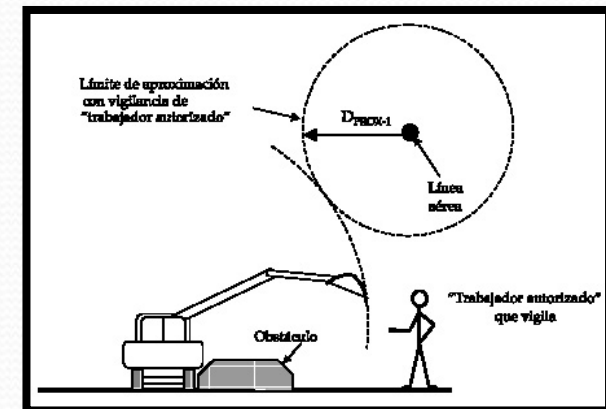 Límite de aproximación
con vigilancia de
"trabajador autorizado"
DPROX-1
Línea
aérea
"Trabajador autorizado"
que vigila
Obstáculo